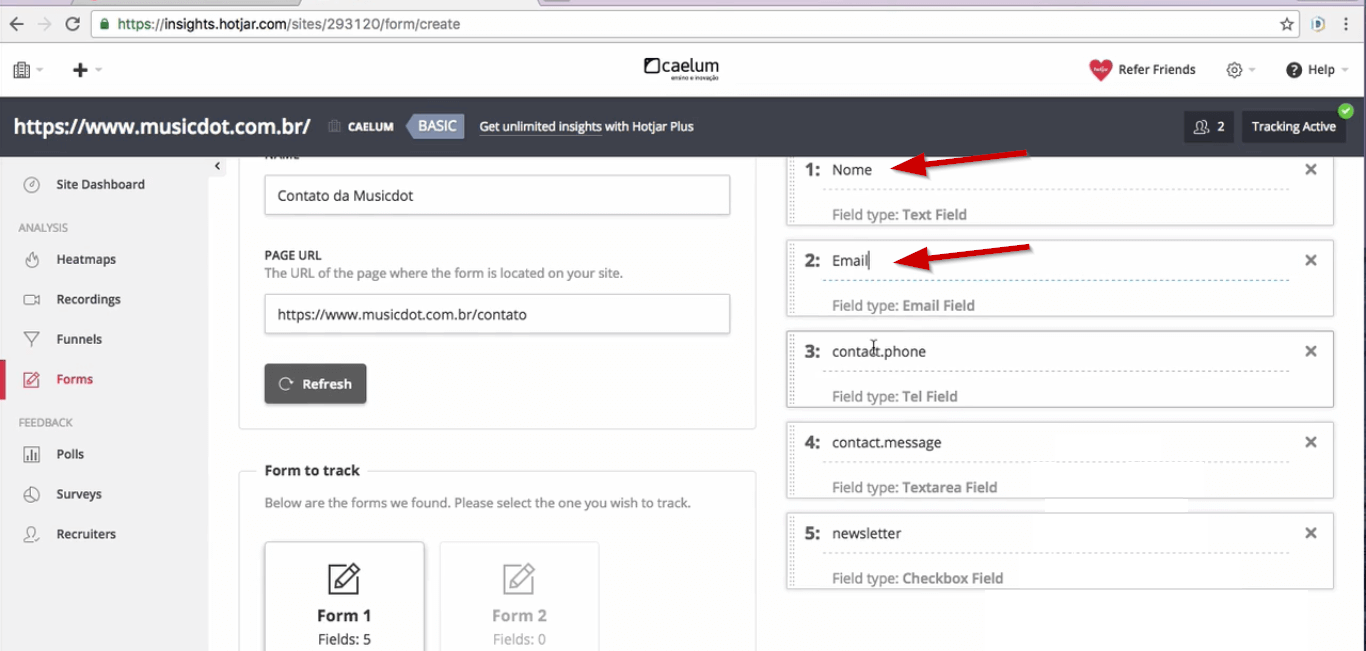 https://insights.hotjar.com/sites/293120/form/create
caelum
ensino e inovação
Refer Friends
Help
https://www.musicdot.com.br/
CAELUM
BASIC
Get unlimited insights with Hotjar Plus
2
Tracking Active
Site Dashboard
ANALYSIS
Heatmaps
Recordings
Funnels
Forms
FEEDBACK
Polls
Surveys
Recruiters
NAME
Contato da Musicdot
PAGE URL
The URL of the page where the form is located on your site.
https://www.musicdot.com.br/contato
Refresh
Form to track
Below are the forms we found. Please select the one you wish to track.
Form 1
Fields: 5
Form 2
Fields: 0
1: Nome
Field type: Text Field
2: Email
Field type: Email Field
3: contact.phone
Field type: Tel Field
4: contact.message
Field type: Textarea Field
5: newsletter
Field type: Checkbox Field